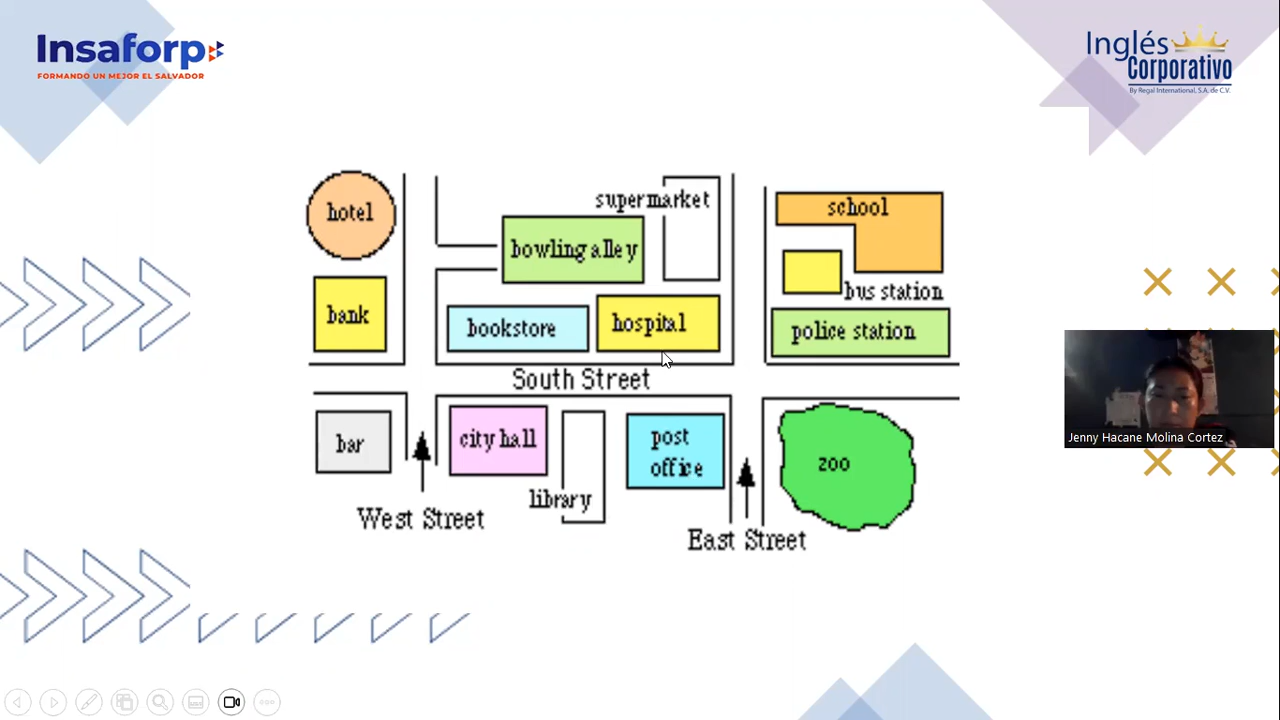 Insaforp
FORMANDO UN MEJOR EL SALVADOR
Inglés
Corporativo
By Regal International, S.A. de C.V.
hotel
supermarket
school
bowling alley
bus station
bank
bookstore
hospital
police station
South Street
bar
city hall
post
office
zoo
library
West Street
East Street
Jenny Hacane Molina Cortez